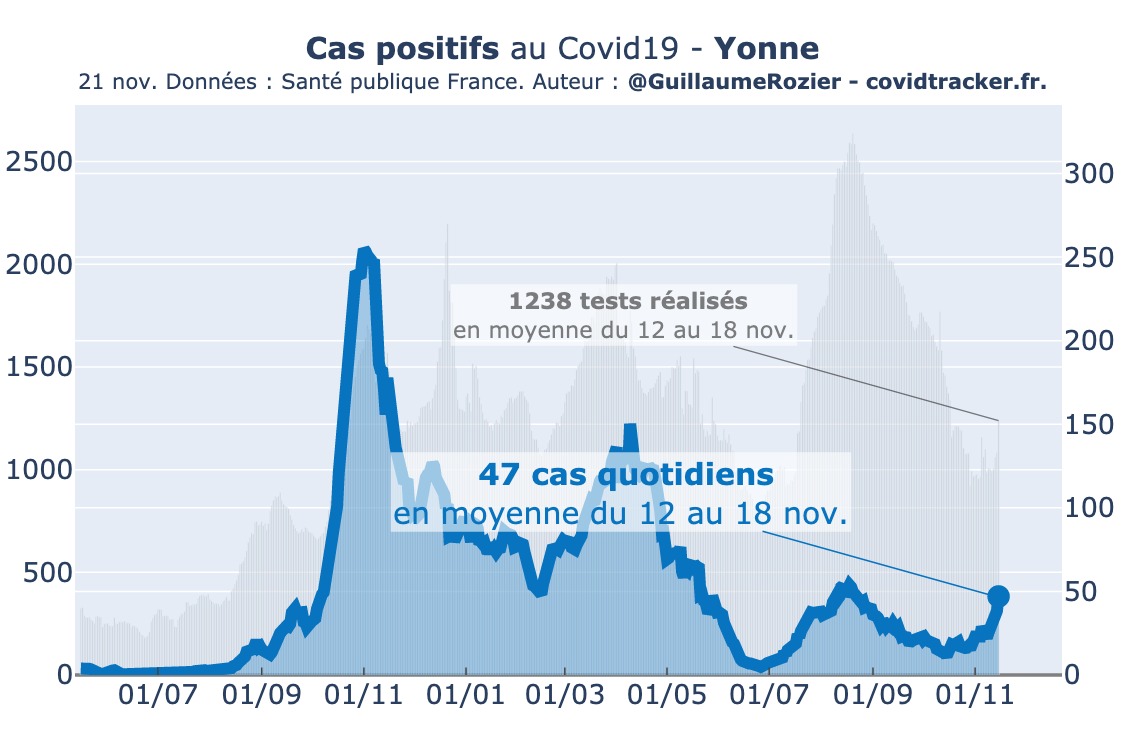 Cas positifs au Covid19 - Yonne
21 nov. Données : Santé publique France. Auteur : @GuillaumeRozier - covidtracker.fr.
2500
2000
1500
1000
500
0
300
250
200
150
100
50
0
1238 tests réalisés
en moyenne du 12 au 18 nov.
47 cas quotidiens
en moyenne du 12 au 18 nov.
01/07 01/09 01/11 01/01 01/03 01/05 01/07 01/09 01/11